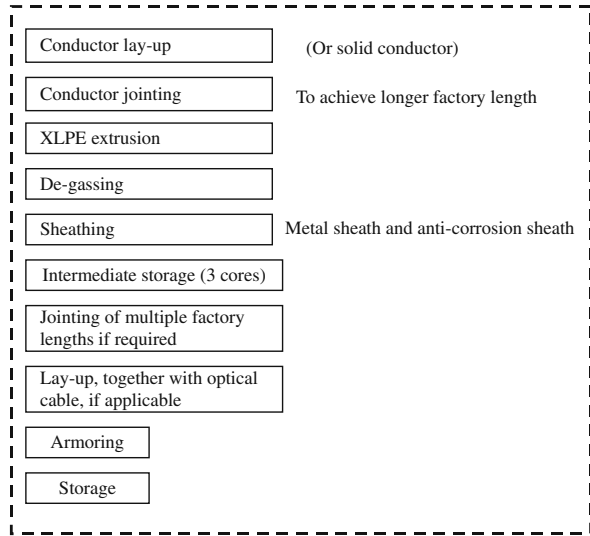 Conductor lay-up (Or solid conductor)
Conductor jointing To achieve longer factory length
XLPE extrusion
De-gassing
Sheathing Metal sheath and anti-corrosion sheath
Intermediate storage (3 cores)
Jointing of multiple factory
lengths if required
Lay-up, together with optical
cable, if applicable
Armoring
Storage